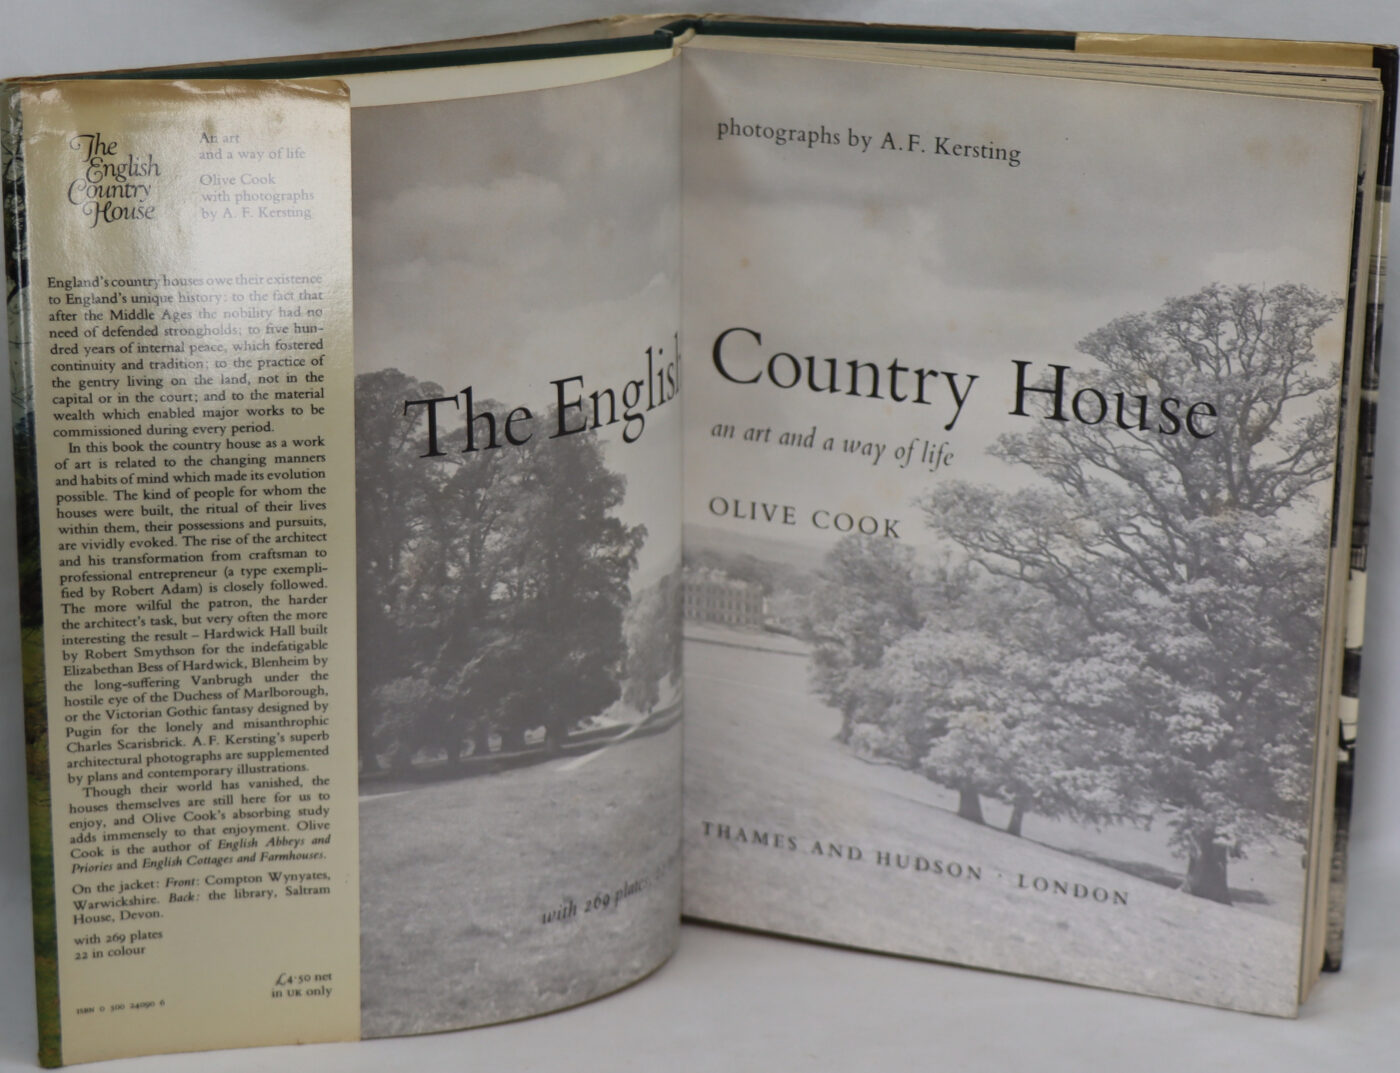 The
English
Country
House
An art
and a way of life
Olive Cook
with photographs
by A. F. Kersting
England's country houses owe their existence
to England's unique history: to the fact that
after the Middle Ages the nobility had no
need of defended strongholds; to five hun-
dred years of internal peace, which fostered
continuity and tradition; to the practice of
the gentry living on the land, not in the
capital or in the court; and to the material
wealth which enabled major works to be
commissioned during every period.
In this book the country house as a work
of art is related to the changing manners
and habits of mind which made its evolution
possible. The kind of people for whom the
houses were built, the ritual of their lives
within them, their possessions and pursuits,
are vividly evoked. The rise of the architect
and his transformation from craftsman to
professional entrepreneur (a type exempli-
fied by Robert Adam) is closely followed.
The more wilful the patron, the harder
the architect's task, but very often the more
interesting the result – Hardwick Hall built
by Robert Smythson for the indefatigable
Elizabethan Bess of Hardwick, Blenheim by
the long-suffering Vanbrugh under the
hostile eye of the Duchess of Marlborough,
or the Victorian Gothic fantasy designed by
Pugin for the lonely and misanthropic
Charles Scarisbrick. A. F. Kersting's superb
architectural photographs are supplemented
by plans and contemporary illustrations.
Though their world has vanished, the
houses themselves are still here for us to
enjoy, and Olive Cook's absorbing study
adds immensely to that enjoyment. Olive
Cook is the author of English Abbeys and
Priories and English Cottages and Farmhouses.
On the jacket: Front: Compton Wynyates,
Warwickshire. Back: the library, Saltram
House, Devon.
with 269 plates
22 in colour
£4·50 net
in UK only
ISBN 0 500 24090 6
photographs by A. F. Kersting
The English Country House
an art and a way of life
OLIVE COOK
THAMES AND HUDSON · LONDON
with 269 plates,